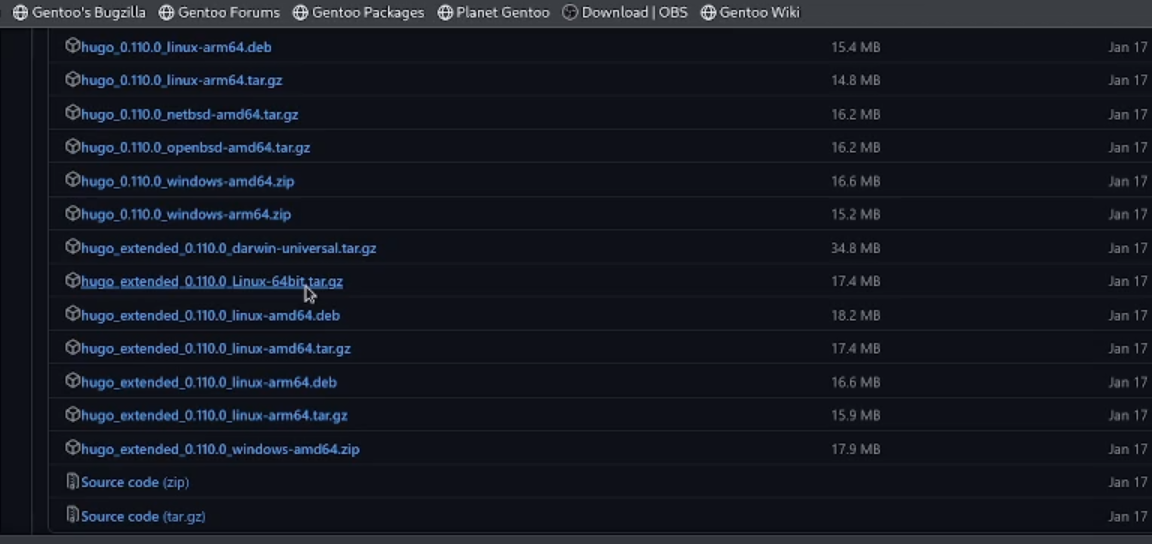 Gentoo's Bugzilla Gentoo Forums Gentoo Packages Planet Gentoo Download | OBS Gentoo Wiki
hugo_0.110.0_linux-arm64.deb 15.4 MB Jan 17
hugo_0.110.0_linux-arm64.tar.gz 14.8 MB Jan 17
hugo_0.110.0_netbsd-amd64.tar.gz 16.2 MB Jan 17
hugo_0.110.0_openbsd-amd64.tar.gz 16.2 MB Jan 17
hugo_0.110.0_windows-amd64.zip 16.6 MB Jan 17
hugo_0.110.0_windows-arm64.zip 15.2 MB Jan 17
hugo_extended_0.110.0_darwin-universal.tar.gz 34.8 MB Jan 17
hugo_extended_0.110.0_Linux-64bit.tar.gz 17.4 MB Jan 17
hugo_extended_0.110.0_linux-amd64.deb 18.2 MB Jan 17
hugo_extended_0.110.0_linux-amd64.tar.gz 17.4 MB Jan 17
hugo_extended_0.110.0_linux-arm64.deb 16.6 MB Jan 17
hugo_extended_0.110.0_linux-arm64.tar.gz 15.9 MB Jan 17
hugo_extended_0.110.0_windows-amd64.zip 17.9 MB Jan 17
Source code (zip) Jan 17
Source code (tar.gz) Jan 17